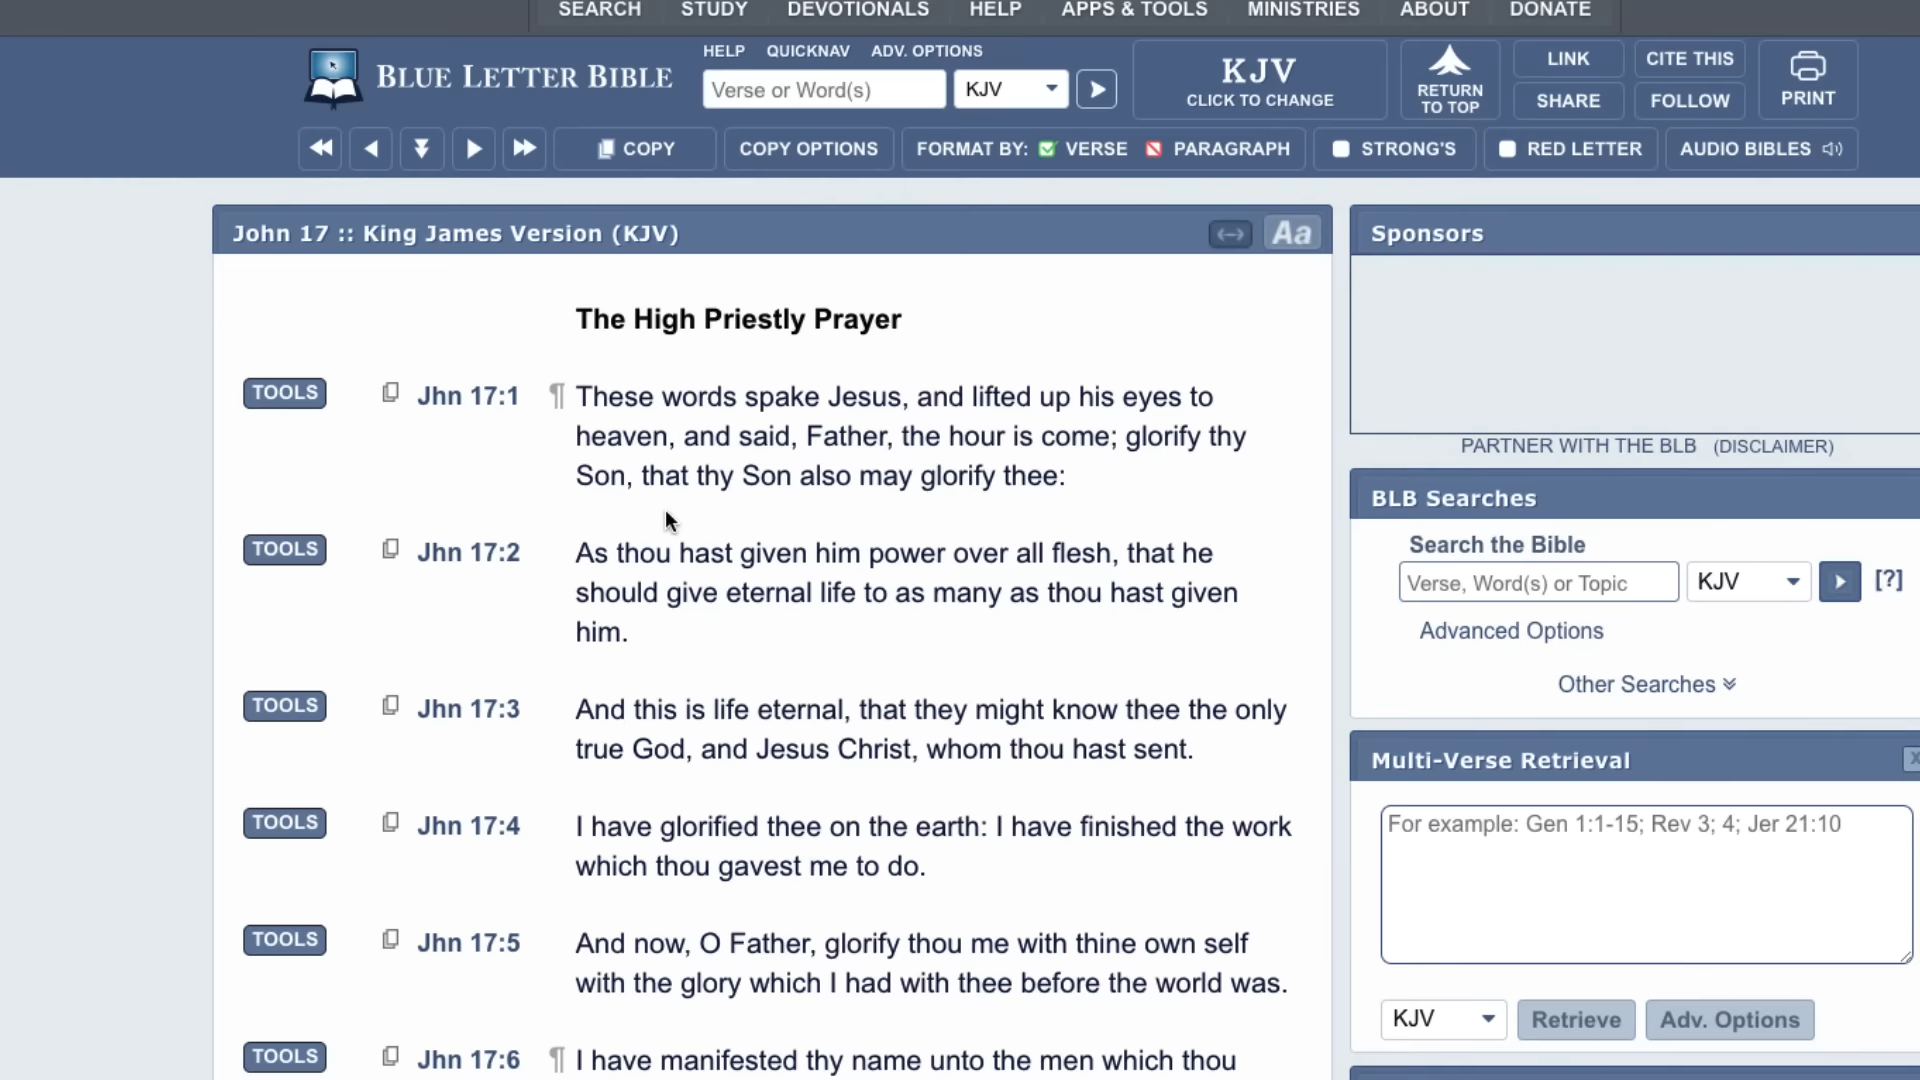 SEARCH STUDY DEVOTIONALS HELP APPS & TOOLS MINISTRIES ABOUT DONATE
BLUE LETTER BIBLE
HELP QUICKNAV ADV. OPTIONS
Verse or Word(s) KJV
KJV
CLICK TO CHANGE
RETURN
TO TOP
LINK CITE THIS
SHARE FOLLOW
PRINT
COPY COPY OPTIONS FORMAT BY: VERSE PARAGRAPH STRONG'S RED LETTER AUDIO BIBLES
John 17 :: King James Version (KJV) Aa
The High Priestly Prayer
TOOLS Jhn 17:1 ¶ These words spake Jesus, and lifted up his eyes to
heaven, and said, Father, the hour is come; glorify thy
Son, that thy Son also may glorify thee:
TOOLS Jhn 17:2 As thou hast given him power over all flesh, that he
should give eternal life to as many as thou hast given
him.
TOOLS Jhn 17:3 And this is life eternal, that they might know thee the only
true God, and Jesus Christ, whom thou hast sent.
TOOLS Jhn 17:4 I have glorified thee on the earth: I have finished the work
which thou gavest me to do.
TOOLS Jhn 17:5 And now, O Father, glorify thou me with thine own self
with the glory which I had with thee before the world was.
TOOLS Jhn 17:6 ¶ I have manifested thy name unto the men which thou
Sponsors
PARTNER WITH THE BLB (DISCLAIMER)
BLB Searches
Search the Bible
Verse, Word(s) or Topic KJV [?]
Advanced Options
Other Searches
Multi-Verse Retrieval X
For example: Gen 1:1-15; Rev 3; 4; Jer 21:10
KJV Retrieve Adv. Options